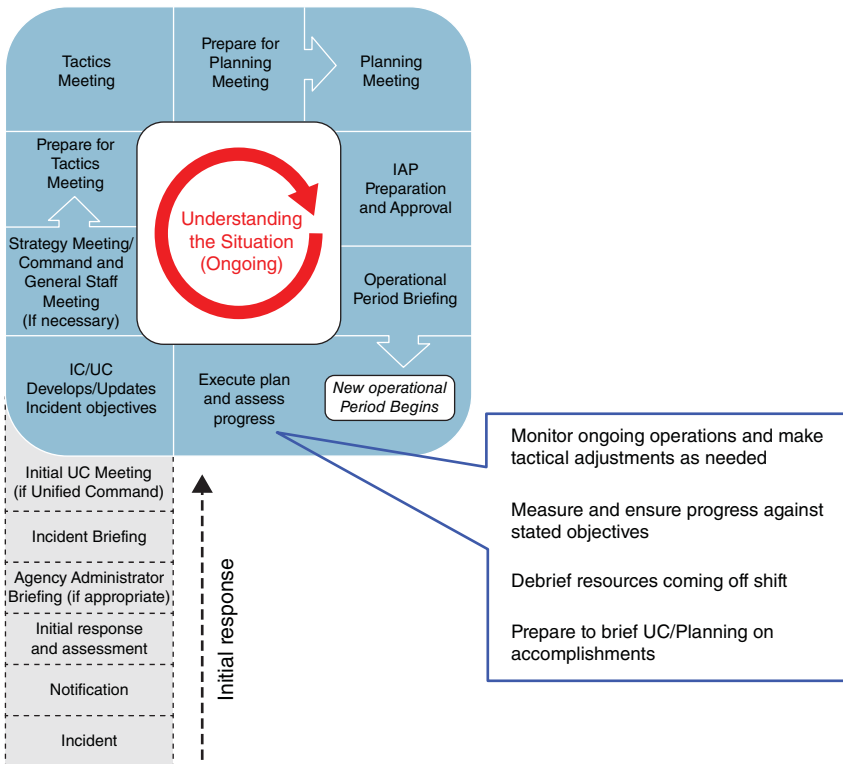 Tactics
Meeting
Prepare for
Planning
Meeting
Planning
Meeting
Prepare for
Tactics
Meeting
IAP
Preparation
and Approval
Understanding
the Situation
(Ongoing)
Strategy Meeting/
Command and
General Staff
Meeting
(If necessary)
Operational
Period Briefing
IC/UC
Develops/Updates
Incident objectives
Execute plan
and assess
progress
New operational
Period Begins
Monitor ongoing operations and make
tactical adjustments as needed
Measure and ensure progress against
stated objectives
Debrief resources coming off shift
Prepare to brief UC/Planning on
accomplishments
Initial UC Meeting
(if Unified Command)
Incident Briefing
Agency Administrator
Briefing (if appropriate)
Initial response
and assessment
Notification
Incident
Initial response